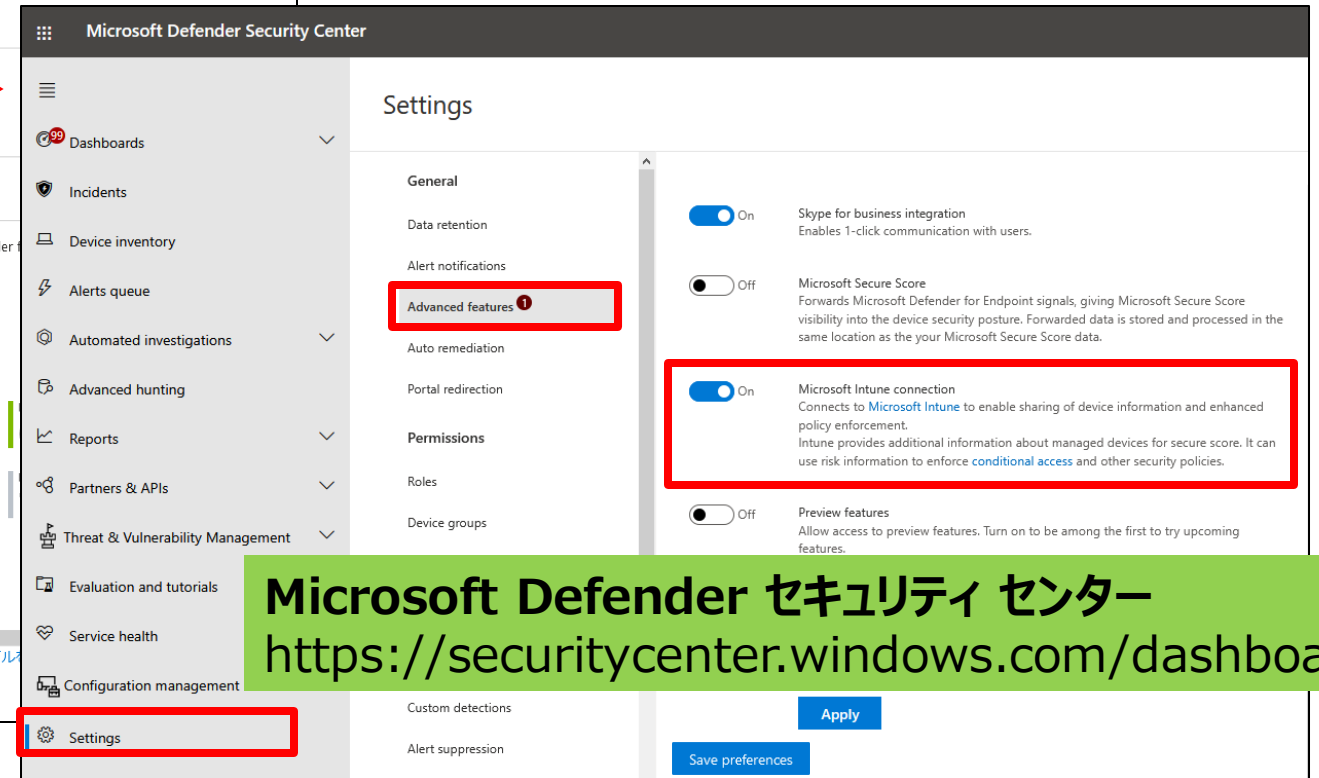 Microsoft Defender Security Center
Settings
99
Dashboards
Incidents
Device inventory
Alerts queue
Automated investigations
Advanced hunting
Reports
Partners & APIs
Threat & Vulnerability Management
Evaluation and tutorials
Service health
Configuration management
Settings
General
Data retention
Alert notifications
Advanced features 1
Auto remediation
Portal redirection
Permissions
Roles
Device groups
Custom detections
Alert suppression
On
Skype for business integration
Enables 1-click communication with users.
Off
Microsoft Secure Score
Forwards Microsoft Defender for Endpoint signals, giving Microsoft Secure Score
visibility into the device security posture. Forwarded data is stored and processed in the
same location as the your Microsoft Secure Score data.
On
Microsoft Intune connection
Connects to Microsoft Intune to enable sharing of device information and enhanced
policy enforcement.
Intune provides additional information about managed devices for secure score. It can
use risk information to enforce conditional access and other security policies.
Off
Preview features
Allow access to preview features. Turn on to be among the first to try upcoming
features.
Microsoft Defender セキュリティ センター
https://securitycenter.windows.com/dashboa
Apply
Save preferences